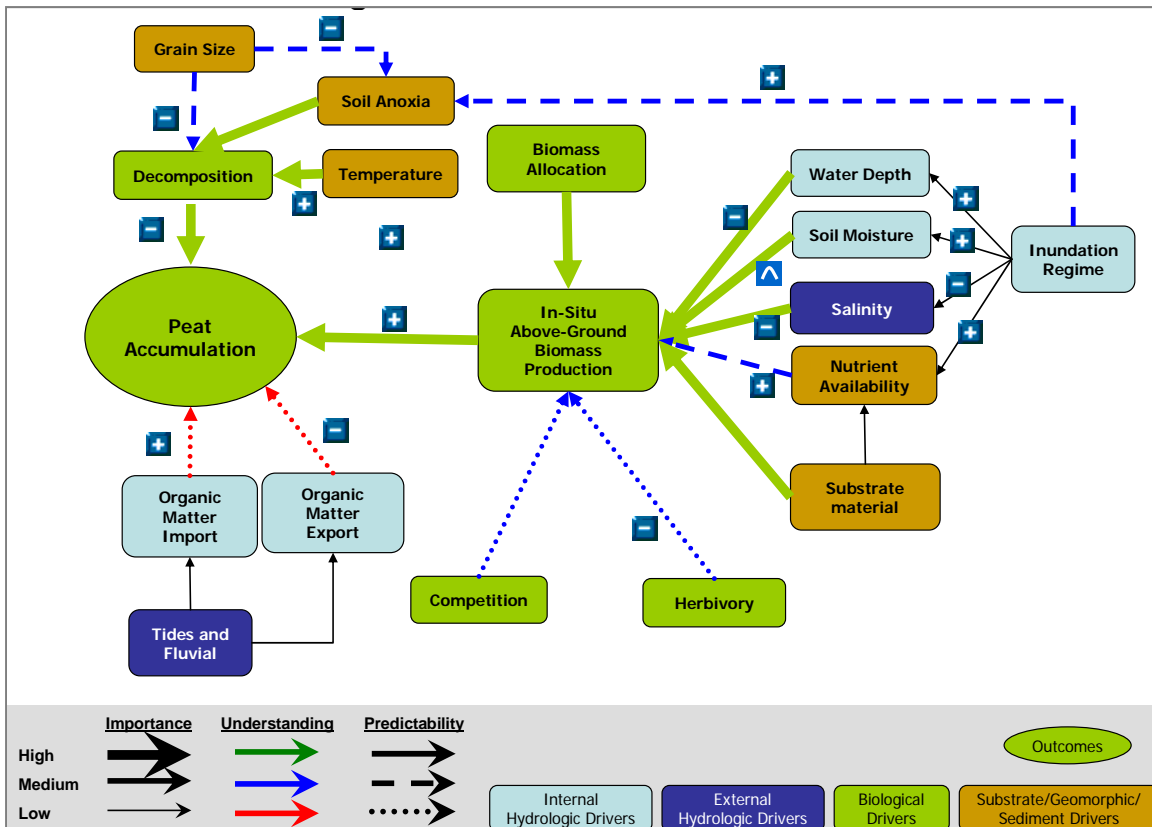 Grain Size
Soil Anoxia
Decomposition
Temperature
Biomass
Allocation
Water Depth
Soil Moisture
Inundation
Regime
Salinity
Nutrient
Availability
Substrate
material
In-Situ
Above-Ground
Biomass
Production
Peat
Accumulation
Organic
Matter
Import
Organic
Matter
Export
Tides and
Fluvial
Competition
Herbivory
Importance Understanding Predictability
High
Medium
Low
Outcomes
Internal
Hydrologic Drivers
External
Hydrologic Drivers
Biological
Drivers
Substrate/Geomorphic/
Sediment Drivers